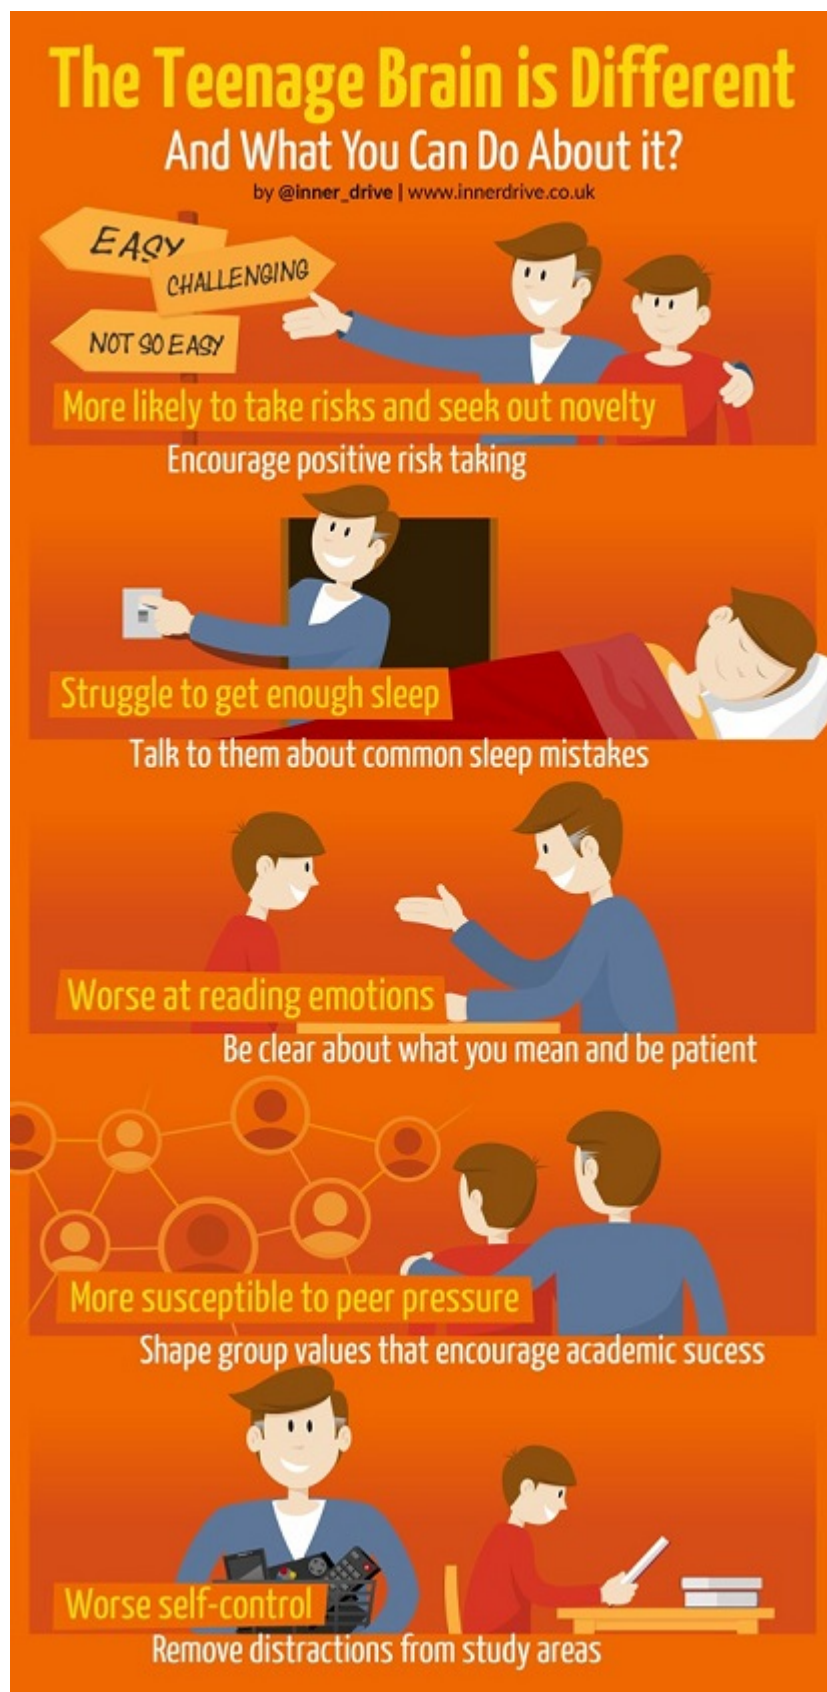 The Teenage Brain is Different
And What You Can Do About it?
by @inner_drive | www.innerdrive.co.uk
EASY
CHALLENGING
NOT SO EASY
More likely to take risks and seek out novelty
Encourage positive risk taking
Struggle to get enough sleep
Talk to them about common sleep mistakes
Worse at reading emotions
Be clear about what you mean and be patient
More susceptible to peer pressure
Shape group values that encourage academic sucess
Worse self-control
Remove distractions from study areas